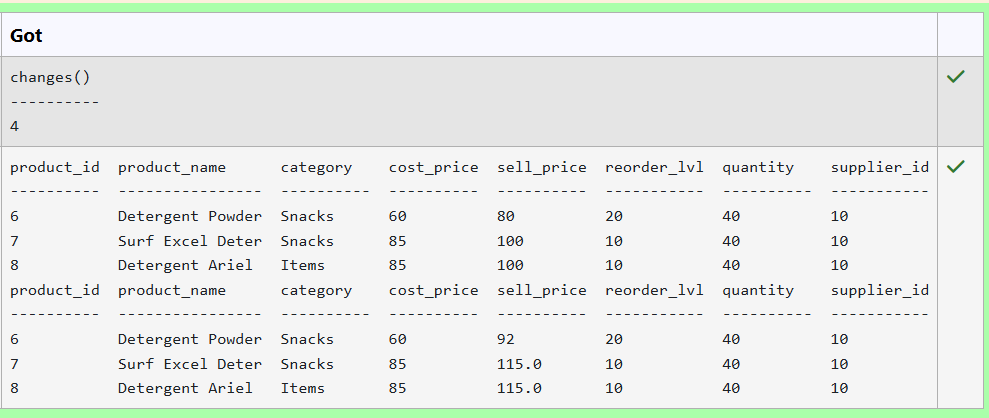 Got
changes()
----------
4
product_id  product_name      category    cost_price  sell_price  reorder_lvl  quantity    supplier_id
----------  ----------------  ----------  ----------  ----------  -----------  ----------  -----------
6           Detergent Powder  Snacks      60          80          20           40          10
7           Surf Excel Deter  Snacks      85          100         10           40          10
8           Detergent Ariel   Items       85          100         10           40          10
product_id  product_name      category    cost_price  sell_price  reorder_lvl  quantity    supplier_id
----------  ----------------  ----------  ----------  ----------  -----------  ----------  -----------
6           Detergent Powder  Snacks      60          92          20           40          10
7           Surf Excel Deter  Snacks      85          115.0       10           40          10
8           Detergent Ariel   Items       85          115.0       10           40          10